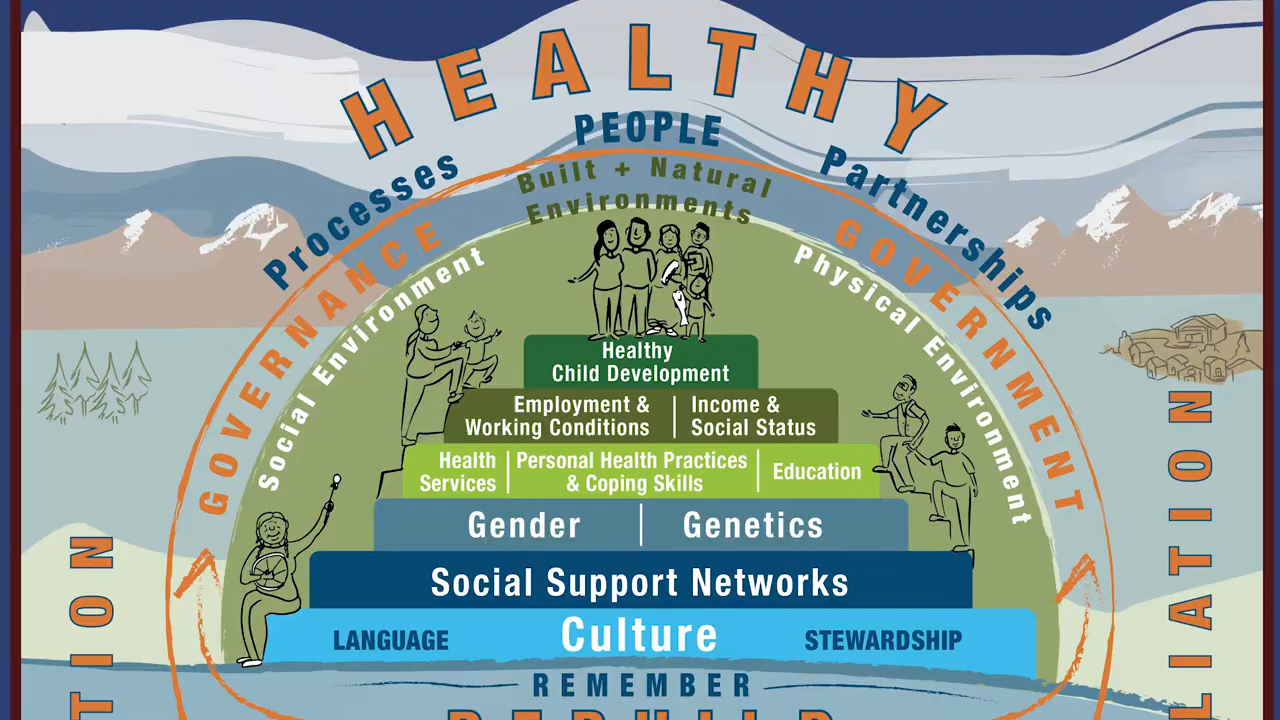 HEALTHY
PEOPLE
Processes
Partnerships
Built + Natural
Environments
GOVERNANCE
GOVERNMENT
Social Environment
Physical Environment
Healthy
Child Development
Employment &
Working Conditions
Income &
Social Status
Health
Services
Personal Health Practices
& Coping Skills
Education
Gender
Genetics
Social Support Networks
LANGUAGE
Culture
STEWARDSHIP
REMEMBER
REBUILD
TION
LIATION